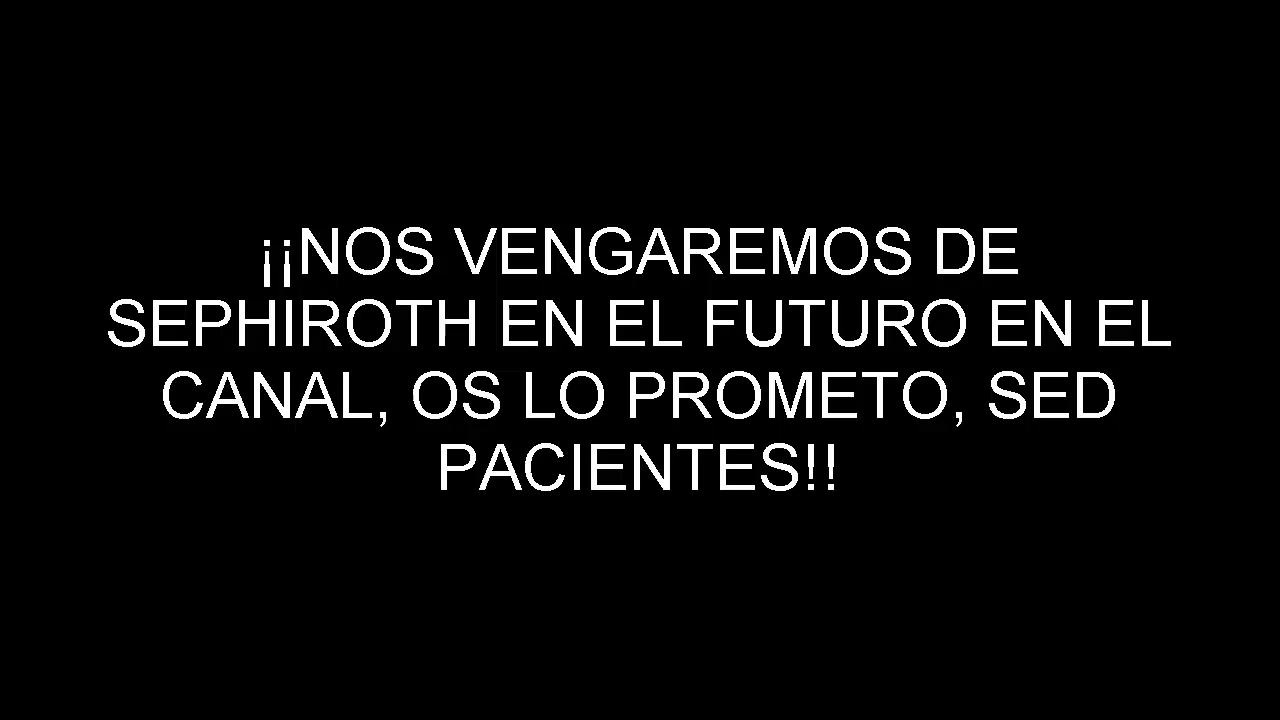 ¡¡NOS VENGAREMOS DE
SEPHIROTH EN EL FUTURO EN EL
CANAL, OS LO PROMETO, SED
PACIENTES!!